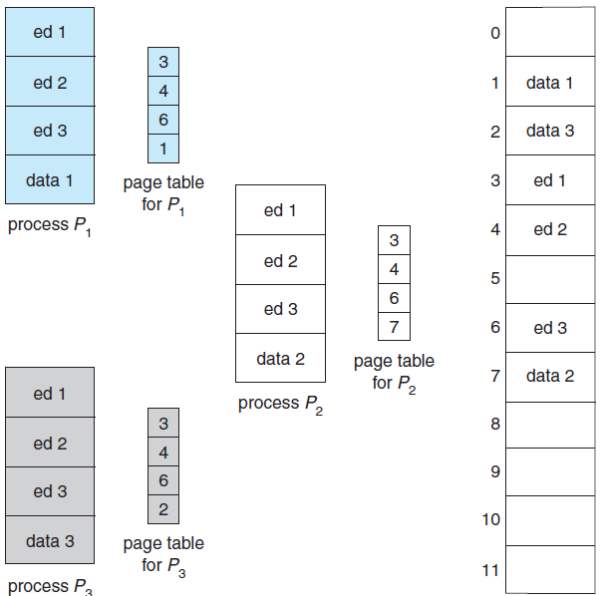 ed 1
ed 2
ed 3
data 1
process P1
3
4
6
1
page table
for P1
ed 1
ed 2
ed 3
data 2
process P2
3
4
6
7
page table
for P2
ed 1
ed 2
ed 3
data 3
process P3
3
4
6
2
page table
for P3
0
1 data 1
2 data 3
3 ed 1
4 ed 2
5
6 ed 3
7 data 2
8
9
10
11